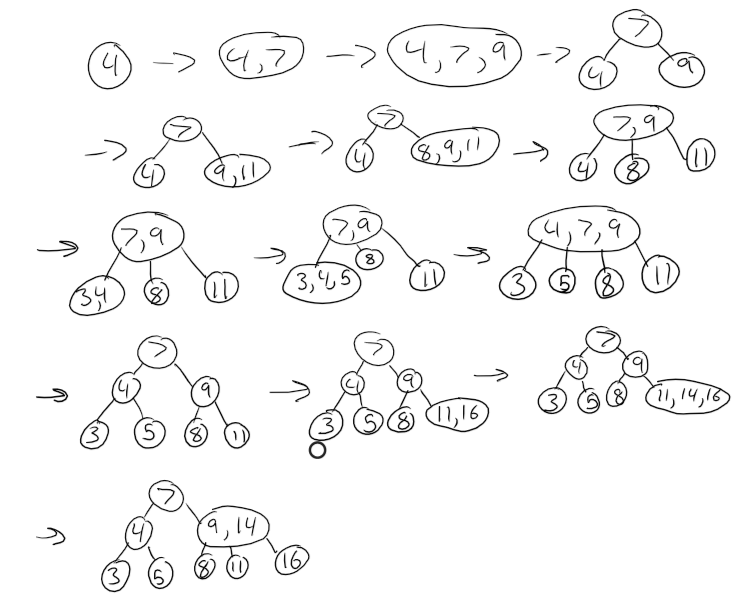 4 → 4,7 → 4,7,9 → 7
4 9
→ 7 → 7 → 7,9
4 9,11 4 8,9,11 4 8 11
→ 7,9 → 7,9 → 4,7,9
3,4 8 11 3,4,5 8 11 3 5 8 11
→ 7 → 7 → 7
4 9 4 9 4 9
3 5 8 11 3 5 8 11,16 3 5 8 11,14,16
→ 7
4 9,14
3 5 8 11 16